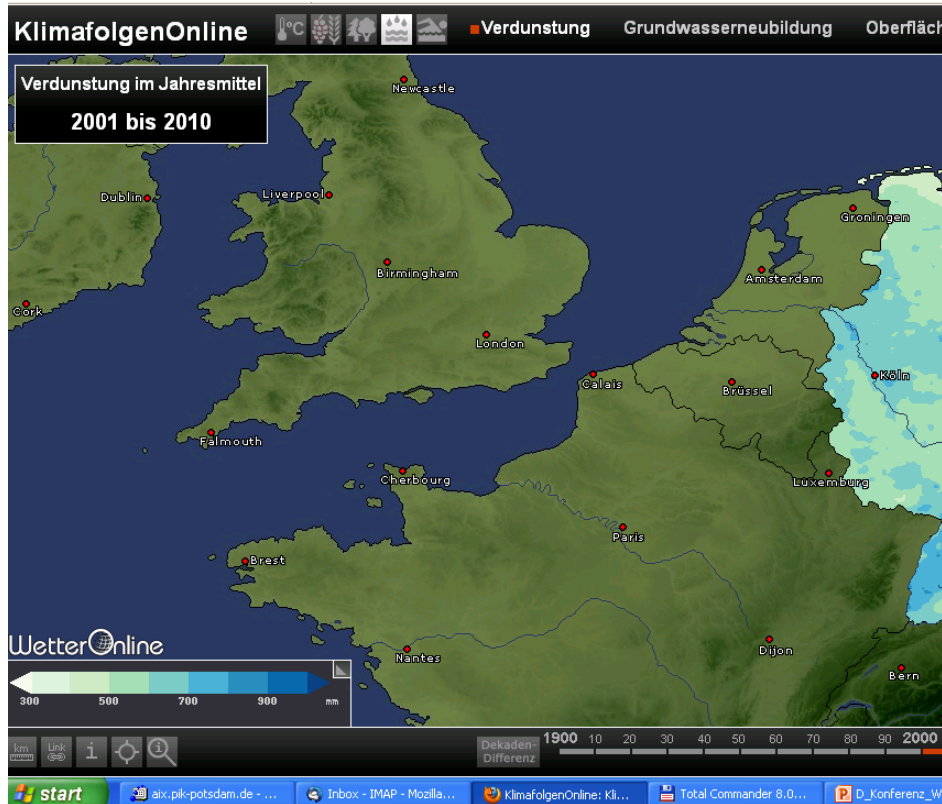 KlimafolgenOnline
°C
Verdunstung Grundwasserneubildung Oberfläch
Verdunstung im Jahresmittel
2001 bis 2010
Newcastle
Dublin
Liverpool
Groningen
Birmingham
Amsterdam
Cork
London
Köln
Calais
Brüssel
Falmouth
Cherbourg
Luxemburg
Paris
Brest
Nantes
Dijon
Bern
WetterOnline
300 500 700 900 mm
km Link i i
Dekaden-
Differenz
1900 10 20 30 40 50 60 70 80 90 2000
start aix.pik-potsdam.de - ... Inbox - IMAP - Mozilla... KlimafolgenOnline: Kli... Total Commander 8.0... D_Konferenz_W